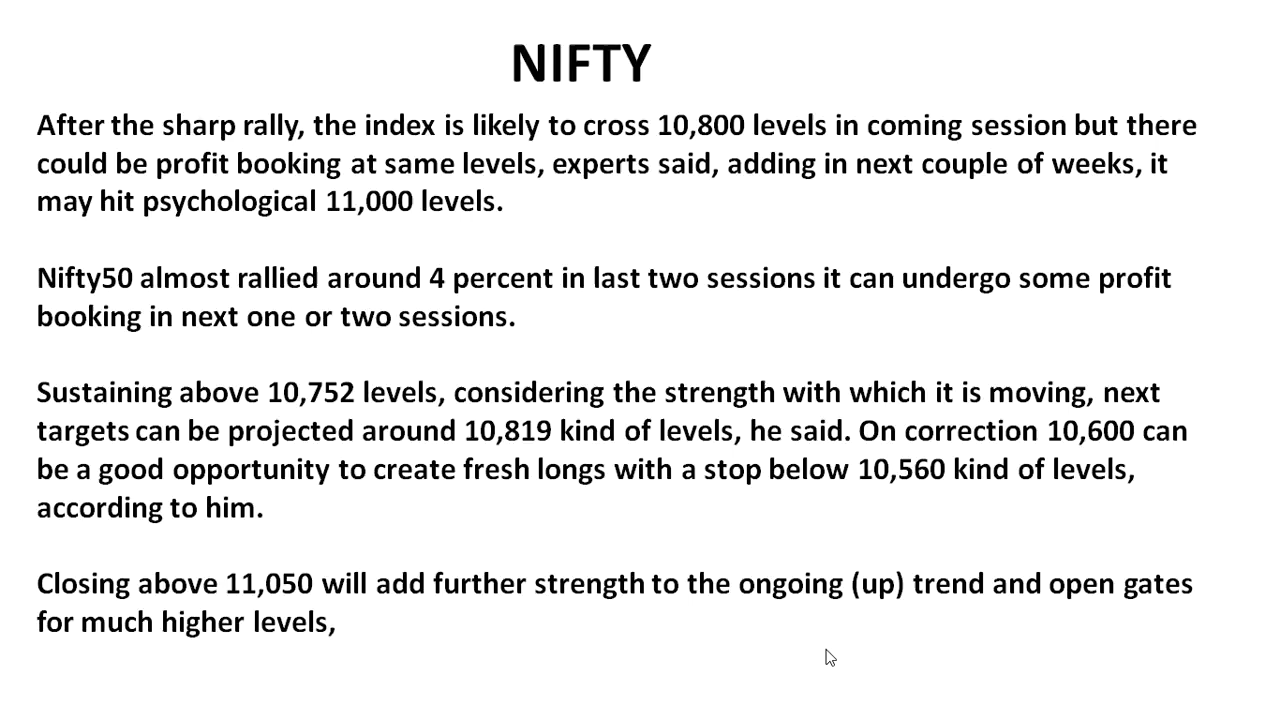 NIFTY
After the sharp rally, the index is likely to cross 10,800 levels in coming session but there
could be profit booking at same levels, experts said, adding in next couple of weeks, it
may hit psychological 11,000 levels.
Nifty50 almost rallied around 4 percent in last two sessions it can undergo some profit
booking in next one or two sessions.
Sustaining above 10,752 levels, considering the strength with which it is moving, next
targets can be projected around 10,819 kind of levels, he said. On correction 10,600 can
be a good opportunity to create fresh longs with a stop below 10,560 kind of levels,
according to him.
Closing above 11,050 will add further strength to the ongoing (up) trend and open gates
for much higher levels,